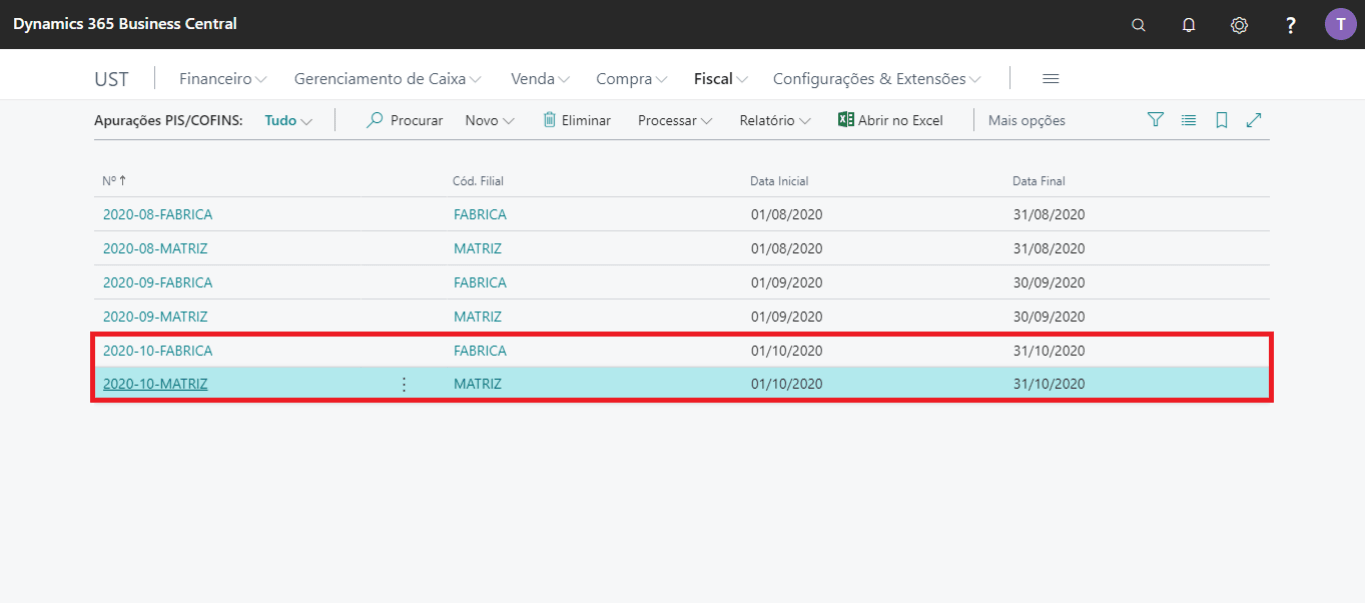 Dynamics 365 Business Central ? T
UST Financeiro Gerenciamento de Caixa Venda Compra Fiscal Configurações & Extensões
Apurações PIS/COFINS: Tudo Procurar Novo Eliminar Processar Relatório Abrir no Excel Mais opções
Nº ↑ Cód. Filial Data Inicial Data Final
2020-08-FABRICA FABRICA 01/08/2020 31/08/2020
2020-08-MATRIZ MATRIZ 01/08/2020 31/08/2020
2020-09-FABRICA FABRICA 01/09/2020 30/09/2020
2020-09-MATRIZ MATRIZ 01/09/2020 30/09/2020
2020-10-FABRICA FABRICA 01/10/2020 31/10/2020
2020-10-MATRIZ MATRIZ 01/10/2020 31/10/2020